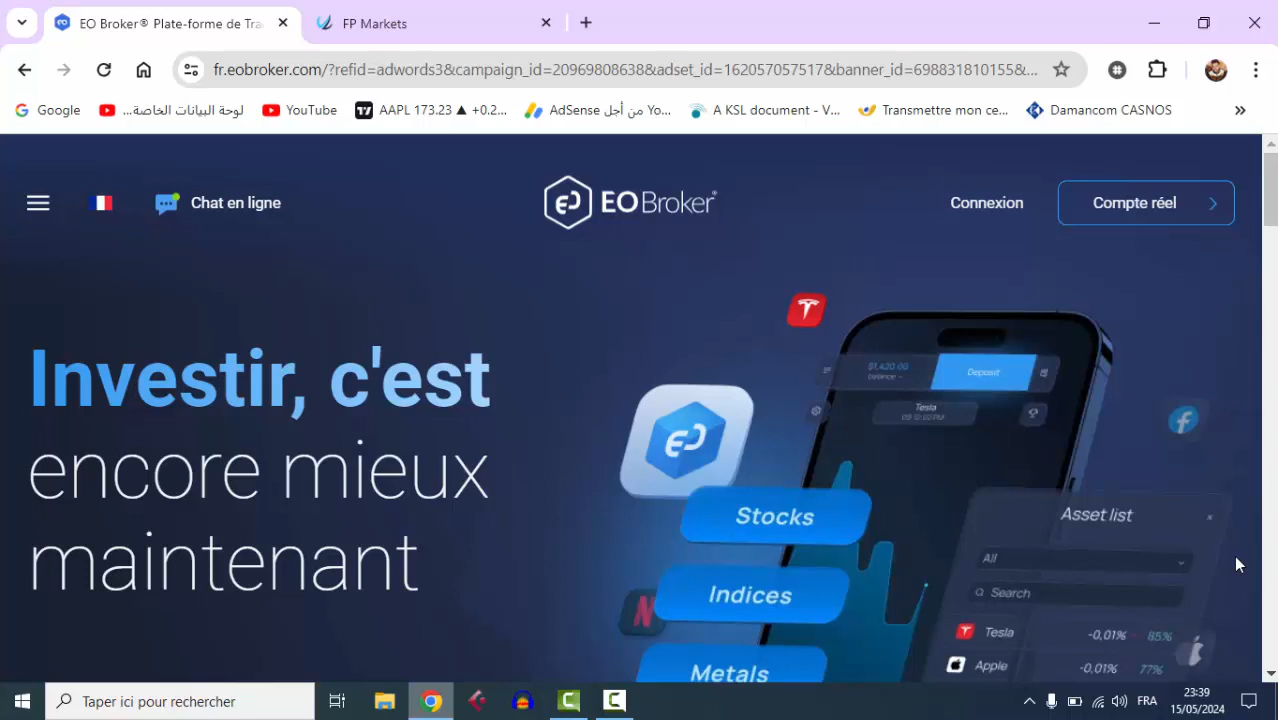 EO Broker® Plate-forme de Tra
FP Markets
fr.eobroker.com/?refid=adwords3&campaign_id=20969808638&adset_id=162057057517&banner_id=698831810155&...
Google
لوحة البيانات الخاصة...
YouTube
AAPL 173.23 ▲ +0.2...
AdSense من أجل Yo...
A KSL document - V...
Transmettre mon ce...
Damancom CASNOS
Chat en ligne
EO Broker®
Connexion
Compte réel
Investir, c'est
encore mieux
maintenant
$1,420.00
balance
Deposit
Tesla
Stocks
Indices
Metals
Asset list
All
Search
Tesla -0,01% 85%
Apple -0,01% 77%
Taper ici pour rechercher
FRA
23:39
15/05/2024